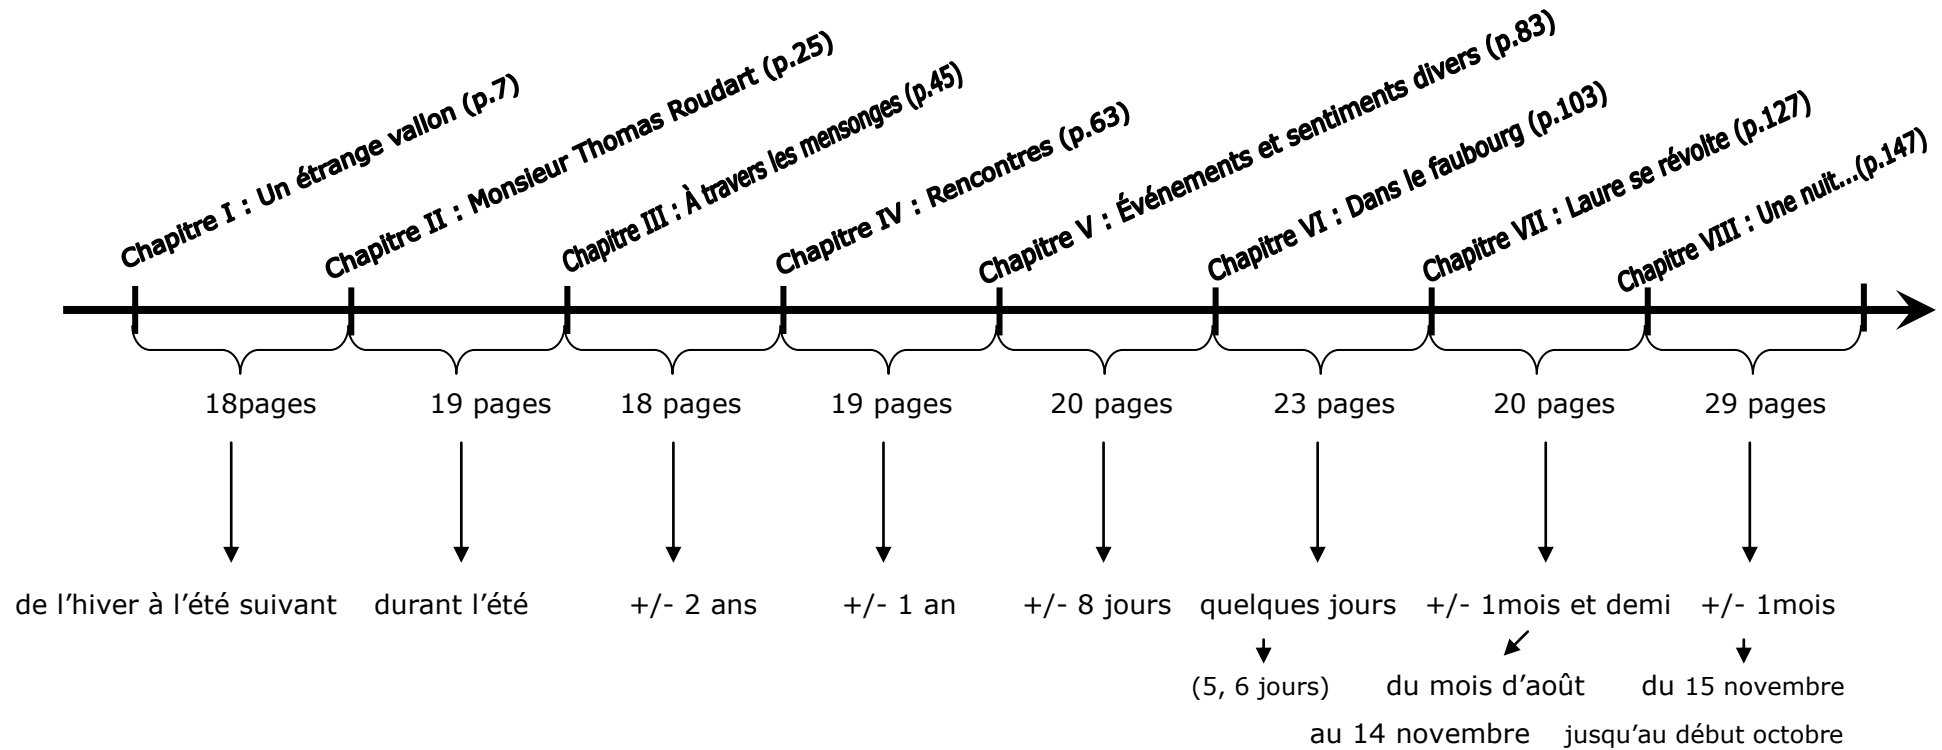 Chapitre I : Un étrange vallon (p.7)
Chapitre II : Monsieur Thomas Roudart (p.25)
Chapitre III : À travers les mensonges (p.45)
Chapitre IV : Rencontres (p.63)
Chapitre V : Événements et sentiments divers (p.83)
Chapitre VI : Dans le faubourg (p.103)
Chapitre VII : Laure se révolte (p.127)
Chapitre VIII : Une nuit...(p.147)
18pages
19 pages
18 pages
19 pages
20 pages
23 pages
20 pages
29 pages
de l’hiver à l’été suivant
durant l’été
+/- 2 ans
+/- 1 an
+/- 8 jours
quelques jours
+/- 1mois et demi
+/- 1mois
(5, 6 jours)
du mois d’août
au 14 novembre
du 15 novembre
jusqu’au début octobre